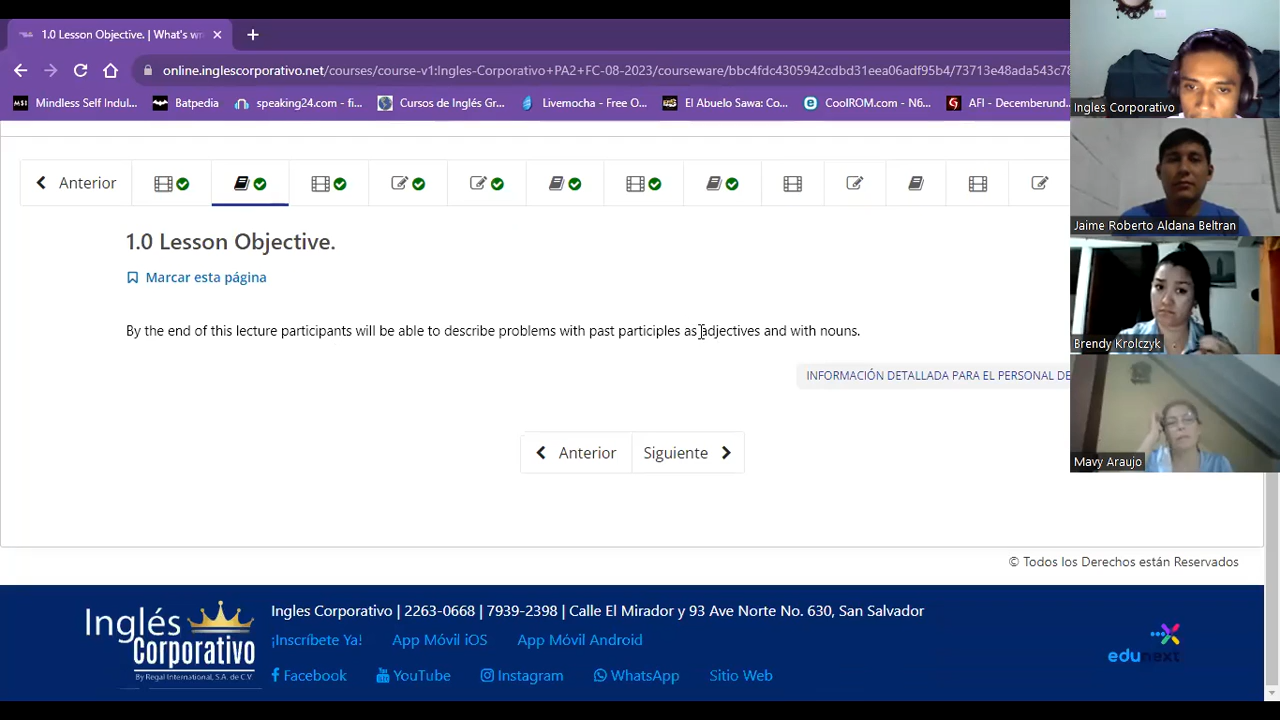 1.0 Lesson Objective. | What's wr
online.inglescorporativo.net/courses/course-v1:Ingles-Corporativo+PA2+FC-08-2023/courseware/bbc4fdc4305942cdbd31eea06adf95b4/73713e48ada543c78
MSI Mindless Self Indul...
Batpedia
speaking24.com - fi...
Cursos de Inglés Gr...
Livemocha - Free O...
El Abuelo Sawa: Co...
CoolROM.com - N6...
AFI - Decemberund...
Anterior
1.0 Lesson Objective.
Marcar esta página
By the end of this lecture participants will be able to describe problems with past participles as adjectives and with nouns.
INFORMACIÓN DETALLADA PARA EL PERSONAL DE
Anterior
Siguiente
© Todos los Derechos están Reservados
Inglés
Corporativo
By Regal International, S.A. de C.V
Ingles Corporativo | 2263-0668 | 7939-2398 | Calle El Mirador y 93 Ave Norte No. 630, San Salvador
¡Inscríbete Ya!
App Móvil iOS
App Móvil Android
Facebook
YouTube
Instagram
WhatsApp
Sitio Web
edunext
Ingles Corporativo
Jaime Roberto Aldana Beltran
Brendy Krolczyk
Mavy Araujo